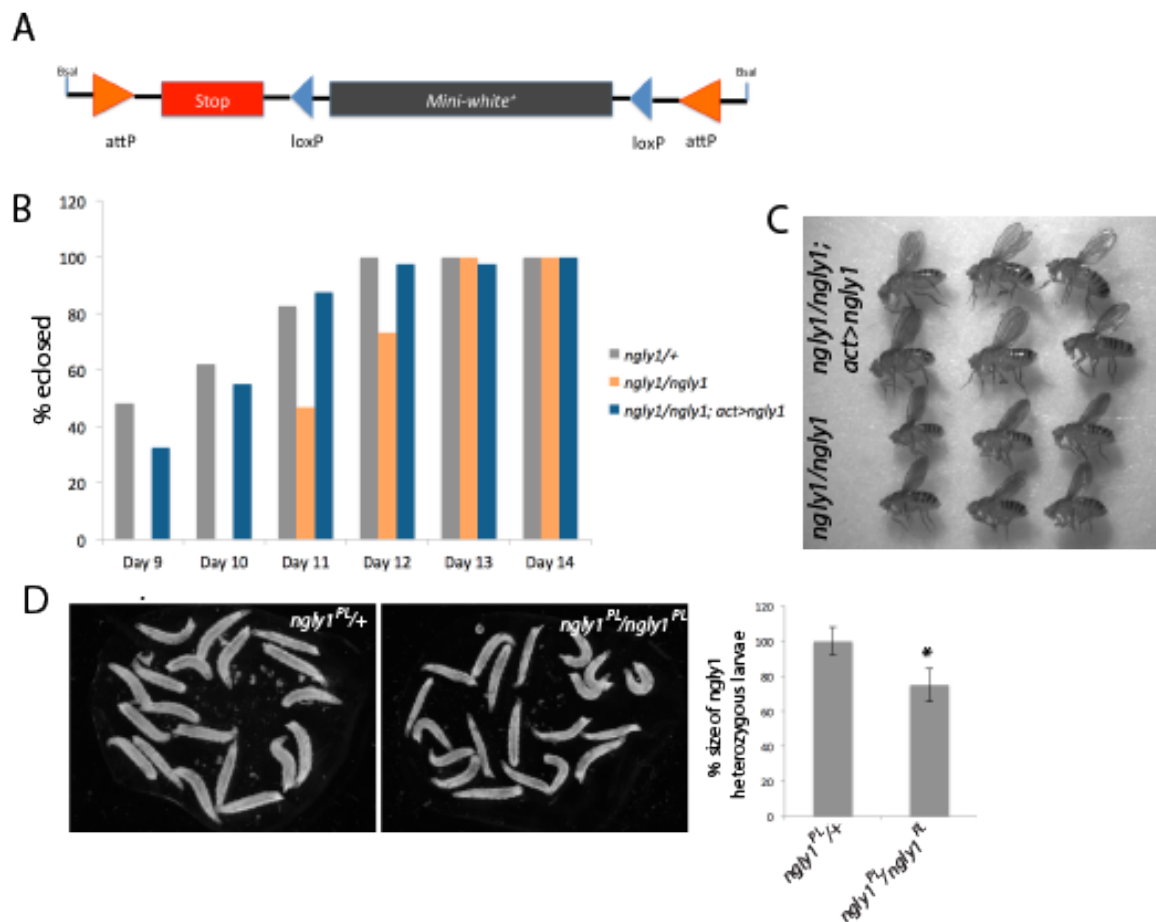 A
BsaI
BsaI
Stop
Mini-white+
attP
loxP
loxP
attP
B
120
100
80
60
40
20
0
% eclosed
Day 9
Day 10
Day 11
Day 12
Day 13
Day 14
ngly1/+
ngly1/ngly1
ngly1/ngly1; act>ngly1
C
ngly1/ngly1;
act>ngly1
ngly1/ngly1
D
ngly1PL/+
ngly1PL/ngly1PL
% size of ngly1
heterozygous larvae
120
100
80
60
40
20
0
*
ngly1PL/+
ngly1PL/ngly1PL